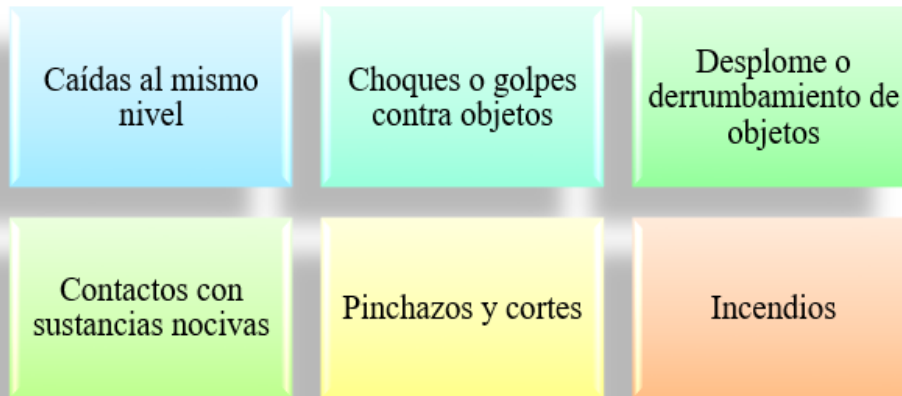 Caídas al mismo
nivel
Choques o golpes
contra objetos
Desplome o
derrumbamiento de
objetos
Contactos con
sustancias nocivas
Pinchazos y cortes
Incendios